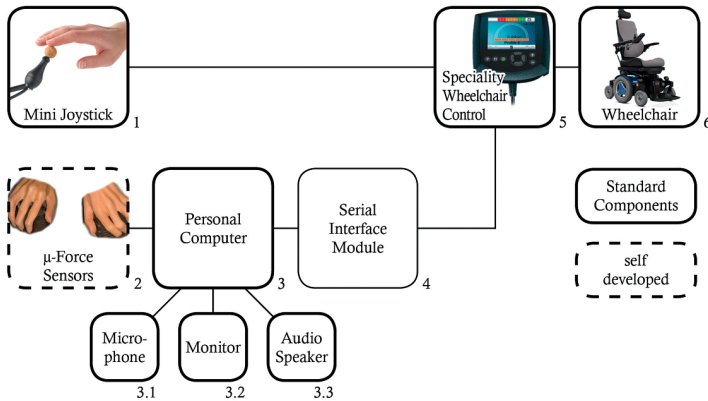 Mini Joystick
1
Speciality
Wheelchair
Control
5
Wheelchair
6
µ-Force
Sensors
2
Personal
Computer
3
Serial
Interface
Module
4
Standard
Components
self
developed
Micro-
phone
3.1
Monitor
3.2
Audio
Speaker
3.3